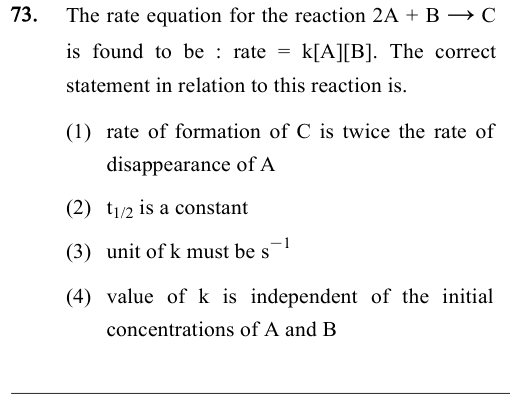 73. The rate equation for the reaction 2A + B ⟶ C
is found to be : rate = k[A][B]. The correct
statement in relation to this reaction is.
(1) rate of formation of C is twice the rate of
disappearance of A
(2) t₁/₂ is a constant
(3) unit of k must be s⁻¹
(4) value of k is independent of the initial
concentrations of A and B